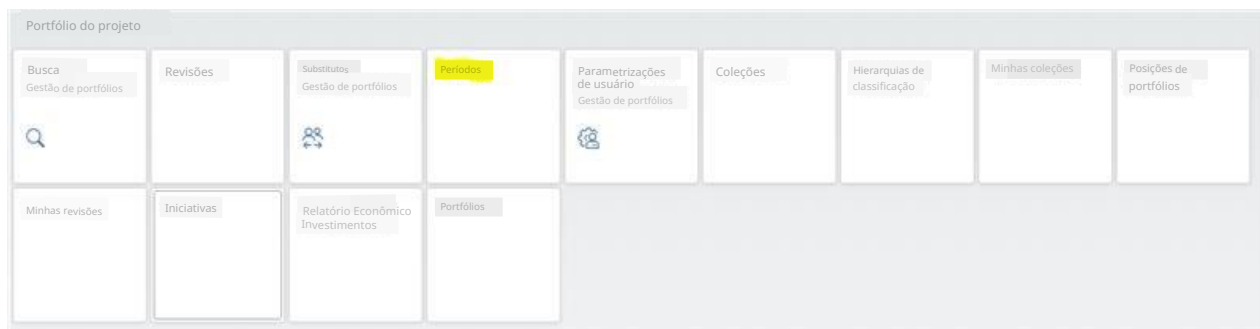 Portfólio do projeto
Busca
Gestão de portfólios
Revisões
Substitutos
Gestão de portfólios
Períodos
Parametrizações
de usuário
Gestão de portfólios
Coleções
Hierarquias de
classificação
Minhas coleções
Posições de
portfólios
Minhas revisões
Iniciativas
Relatório Econômico
Investimentos
Portfólios